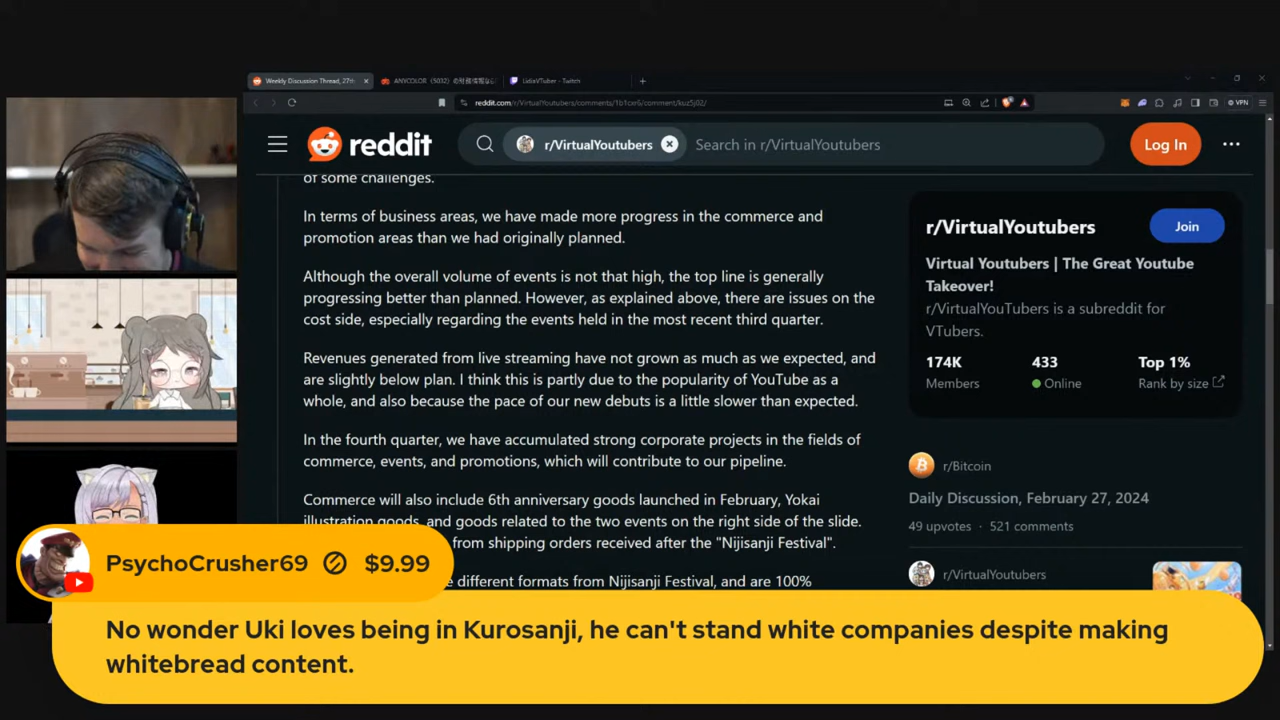 Weekly Discussion Thread, 27th
ANYCOLOR
UidiaVTuber - Twitch
reddit.com/r/VirtualYoutubers/comments/1b1cxr6/comment/kuz5j02/
VPN
reddit
r/VirtualYoutubers
Search in r/VirtualYoutubers
Log In
of some challenges.
In terms of business areas, we have made more progress in the commerce and
promotion areas than we had originally planned.
Although the overall volume of events is not that high, the top line is generally
progressing better than planned. However, as explained above, there are issues on the
cost side, especially regarding the events held in the most recent third quarter.
Revenues generated from live streaming have not grown as much as we expected, and
are slightly below plan. I think this is partly due to the popularity of YouTube as a
whole, and also because the pace of our new debuts is a little slower than expected.
In the fourth quarter, we have accumulated strong corporate projects in the fields of
commerce, events, and promotions, which will contribute to our pipeline.
Commerce will also include 6th anniversary goods launched in February, Yokai
illustration goods, and goods related to the two events on the right side of the slide.
from shipping orders received after the "Nijisanji Festival".
different formats from Nijisanji Festival, and are 100%
r/VirtualYoutubers
Join
Virtual Youtubers | The Great Youtube
Takeover!
r/VirtualYouTubers is a subreddit for
VTubers.
174K
433
Top 1%
Members
Online
Rank by size
r/Bitcoin
Daily Discussion, February 27, 2024
49 upvotes · 521 comments
r/VirtualYoutubers
PsychoCrusher69
$9.99
No wonder Uki loves being in Kurosanji, he can't stand white companies despite making
whitebread content.